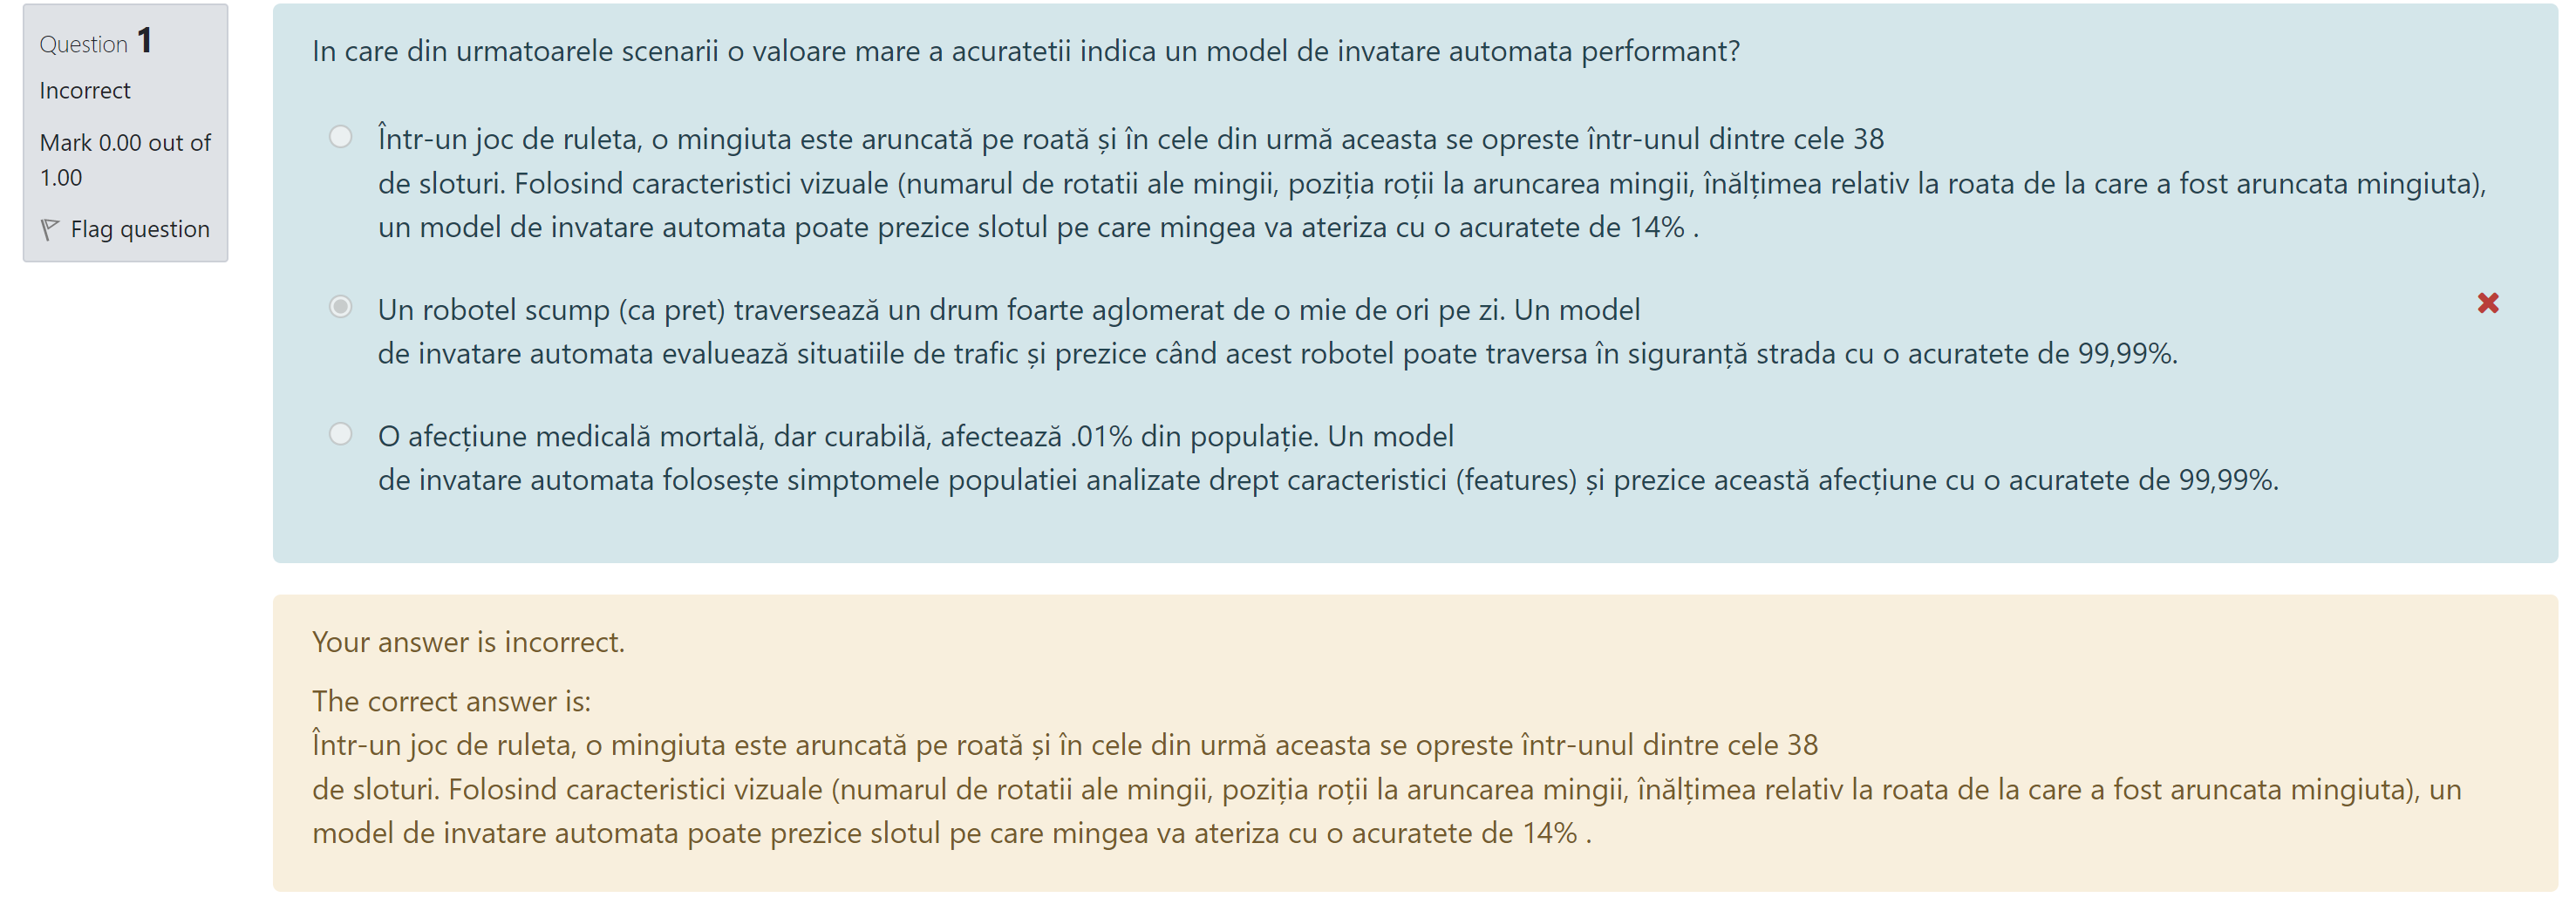 Question 1
Incorrect
Mark 0.00 out of
1.00
Flag question
In care din urmatoarele scenarii o valoare mare a acuratetii indica un model de invatare automata performant?
Într-un joc de ruleta, o mingiuta este aruncată pe roată și în cele din urmă aceasta se opreste într-unul dintre cele 38
de sloturi. Folosind caracteristici vizuale (numarul de rotatii ale mingii, poziția roții la aruncarea mingii, înălțimea relativ la roata de la care a fost aruncata mingiuta),
un model de invatare automata poate prezice slotul pe care mingea va ateriza cu o acuratete de 14% .
Un robotel scump (ca pret) traversează un drum foarte aglomerat de o mie de ori pe zi. Un model
de invatare automata evaluează situatiile de trafic și prezice când acest robotel poate traversa în siguranță strada cu o acuratete de 99,99%.
O afecțiune medicală mortală, dar curabilă, afectează .01% din populație. Un model
de invatare automata folosește simptomele populatiei analizate drept caracteristici (features) și prezice această afecțiune cu o acuratete de 99,99%.
Your answer is incorrect.
The correct answer is:
Într-un joc de ruleta, o mingiuta este aruncată pe roată și în cele din urmă aceasta se opreste într-unul dintre cele 38
de sloturi. Folosind caracteristici vizuale (numarul de rotatii ale mingii, poziția roții la aruncarea mingii, înălțimea relativ la roata de la care a fost aruncata mingiuta), un
model de invatare automata poate prezice slotul pe care mingea va ateriza cu o acuratete de 14% .